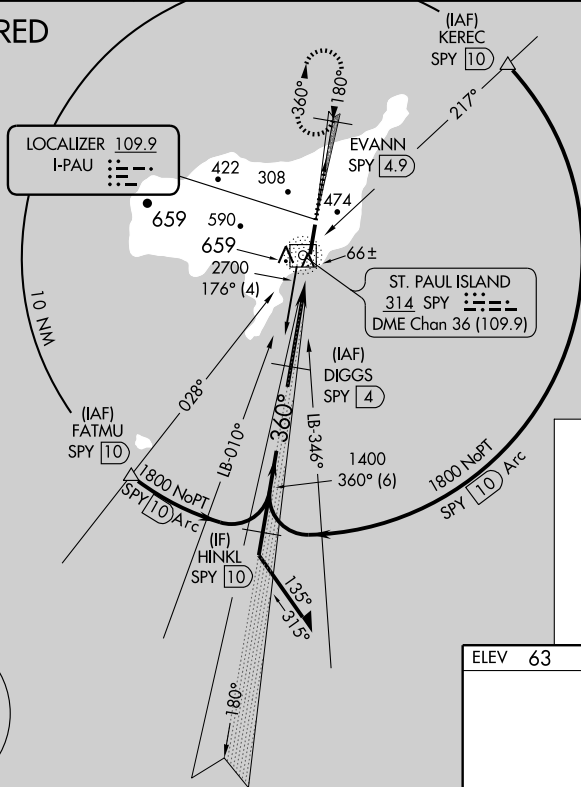 RED
(IAF)
KEREC
SPY 10
217°
360°
180°
LOCALIZER 109.9
I-PAU
EVANN
SPY 4.9
422
308
474
659
590
659
66±
2700
176° (4)
ST. PAUL ISLAND
314 SPY
DME Chan 36 (109.9)
10 NM
(IAF)
DIGGS
SPY 4
028°
LB-010°
360°
LB-346°
(IAF)
FATMU
SPY 10
1400
360° (6)
1800 NoPT
SPY 10 Arc
1800 NoPT
SPY 10 Arc
(IF)
HINKL
SPY 10
135°
315°
180°
ELEV 63